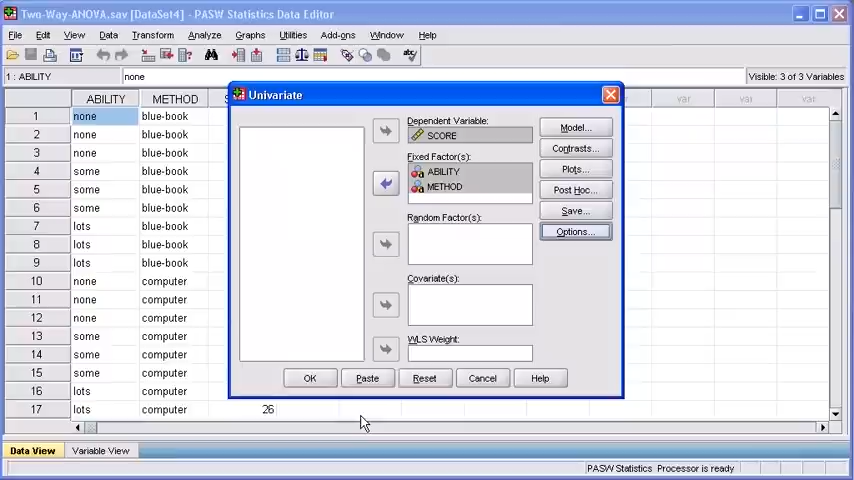 Two-Way-ANOVA.sav [DataSet4] - PASW Statistics Data Editor
File Edit View Data Transform Analyze Graphs Utilities Add-ons Window Help
1 : ABILITY none Visible: 3 of 3 Variables
ABILITY METHOD S var var var
1 none blue-book
2 none blue-book
3 none blue-book
4 some blue-book
5 some blue-book
6 some blue-book
7 lots blue-book
8 lots blue-book
9 lots blue-book
10 none computer
11 none computer
12 none computer
13 some computer
14 some computer
15 some computer
16 lots computer
17 lots computer 26
Univariate
Dependent Variable:
SCORE
Fixed Factor(s):
ABILITY
METHOD
Random Factor(s):
Covariate(s):
WLS Weight:
Model...
Contrasts...
Plots...
Post Hoc...
Save...
Options...
OK Paste Reset Cancel Help
Data View Variable View
PASW Statistics Processor is ready